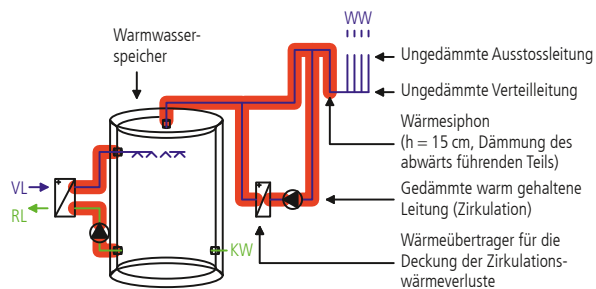 WW
Warmwasser-
speicher
Ungedämmte Ausstossleitung
Ungedämmte Verteilleitung
Wärmesiphon
(h = 15 cm, Dämmung des
abwärts führenden Teils)
VL
RL
KW
Gedämmte warm gehaltene
Leitung (Zirkulation)
Wärmeübertrager für die
Deckung der Zirkulations-
wärmeverluste